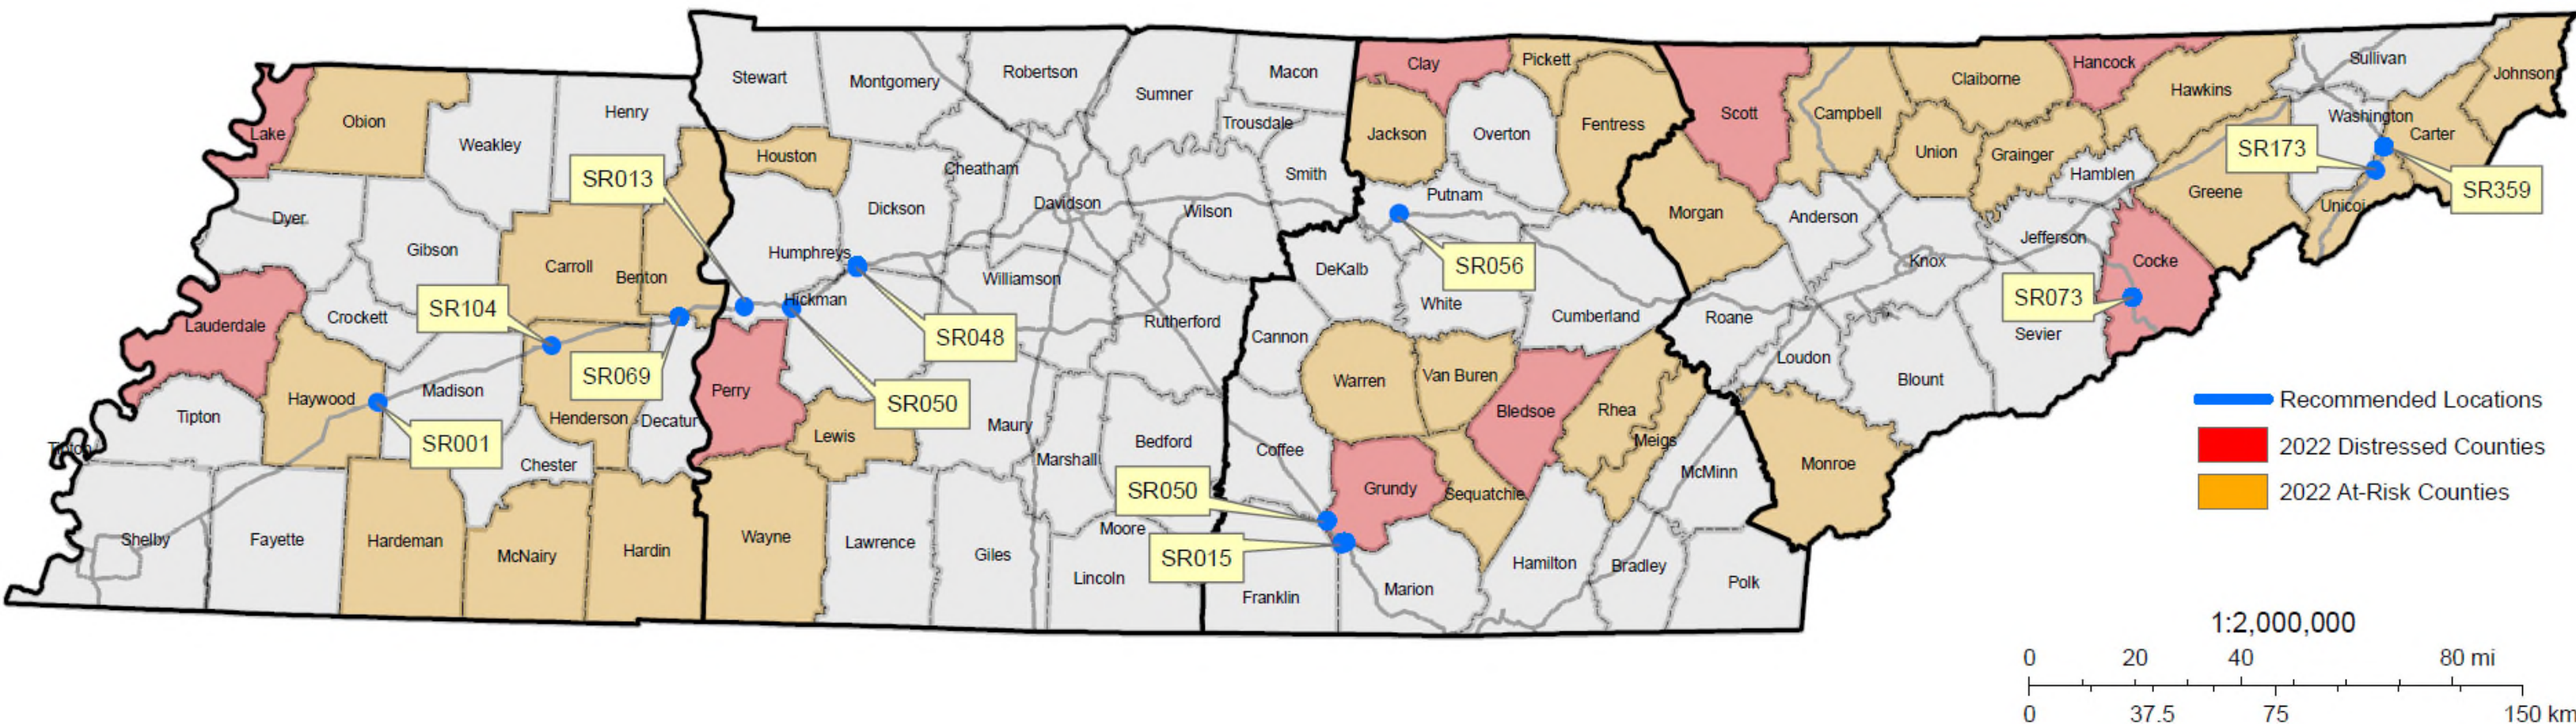 Stewart
Montgomery
Robertson
Sumner
Macon
Trousdale
Smith
Clay
Pickett
Jackson
Overton
Fentress
Scott
Campbell
Claiborne
Hancock
Hawkins
Sullivan
Johnson
Washington
Carter
Union
Grainger
Hamblen
Greene
Unicoi
Lake
Obion
Weakley
Henry
Houston
Cheatham
Davidson
Wilson
Dickson
Putnam
Morgan
Anderson
Jefferson
Knox
Cocke
Dyer
Gibson
Carroll
Benton
Humphreys
Hickman
Williamson
Rutherford
DeKalb
White
Cannon
Cumberland
Roane
Loudon
Blount
Sevier
Lauderdale
Crockett
Haywood
Madison
Henderson
Decatur
Perry
Lewis
Maury
Marshall
Bedford
Coffee
Warren
Van Buren
Bledsoe
Rhea
Meigs
McMinn
Monroe
Tipton
Tipton
Chester
Shelby
Fayette
Hardeman
McNairy
Hardin
Wayne
Lawrence
Giles
Moore
Lincoln
Franklin
Grundy
Sequatchie
Marion
Hamilton
Bradley
Polk
SR013
SR104
SR069
SR001
SR048
SR050
SR056
SR050
SR015
SR173
SR359
SR073
Recommended Locations
2022 Distressed Counties
2022 At-Risk Counties
1:2,000,000
0 20 40 80 mi
0 37.5 75 150 km